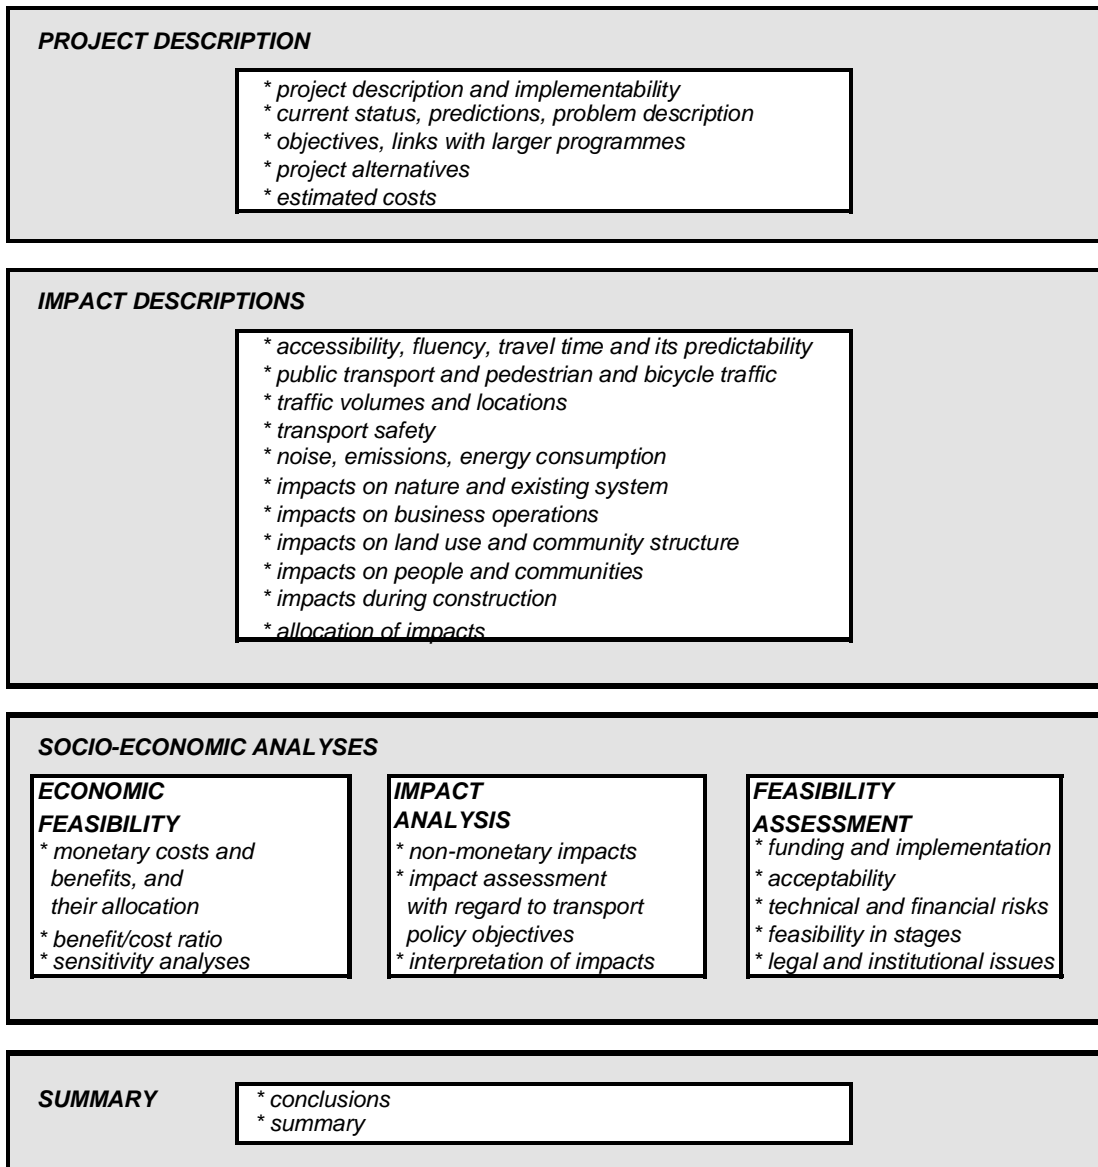 PROJECT DESCRIPTION
* project description and implementability
* current status, predictions, problem description
* objectives, links with larger programmes
* project alternatives
* estimated costs
IMPACT DESCRIPTIONS
* accessibility, fluency, travel time and its predictability
* public transport and pedestrian and bicycle traffic
* traffic volumes and locations
* transport safety
* noise, emissions, energy consumption
* impacts on nature and existing system
* impacts on business operations
* impacts on land use and community structure
* impacts on people and communities
* impacts during construction
* allocation of impacts
SOCIO-ECONOMIC ANALYSES
ECONOMIC
FEASIBILITY
* monetary costs and
benefits, and
their allocation
* benefit/cost ratio
* sensitivity analyses
IMPACT
ANALYSIS
* non-monetary impacts
* impact assessment
with regard to transport
policy objectives
* interpretation of impacts
FEASIBILITY
ASSESSMENT
* funding and implementation
* acceptability
* technical and financial risks
* feasibility in stages
* legal and institutional issues
SUMMARY
* conclusions
* summary